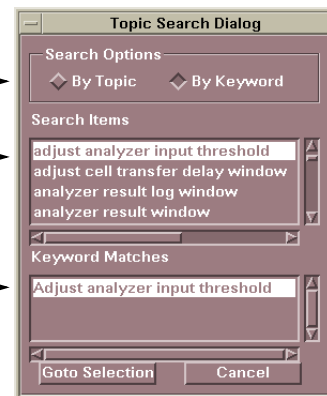 Topic Search Dialog
Search Options
By Topic By Keyword
Search Items
adjust analyzer input threshold
adjust cell transfer delay window
analyzer result log window
analyzer result window
Keyword Matches
Adjust analyzer input threshold
Goto Selection Cancel